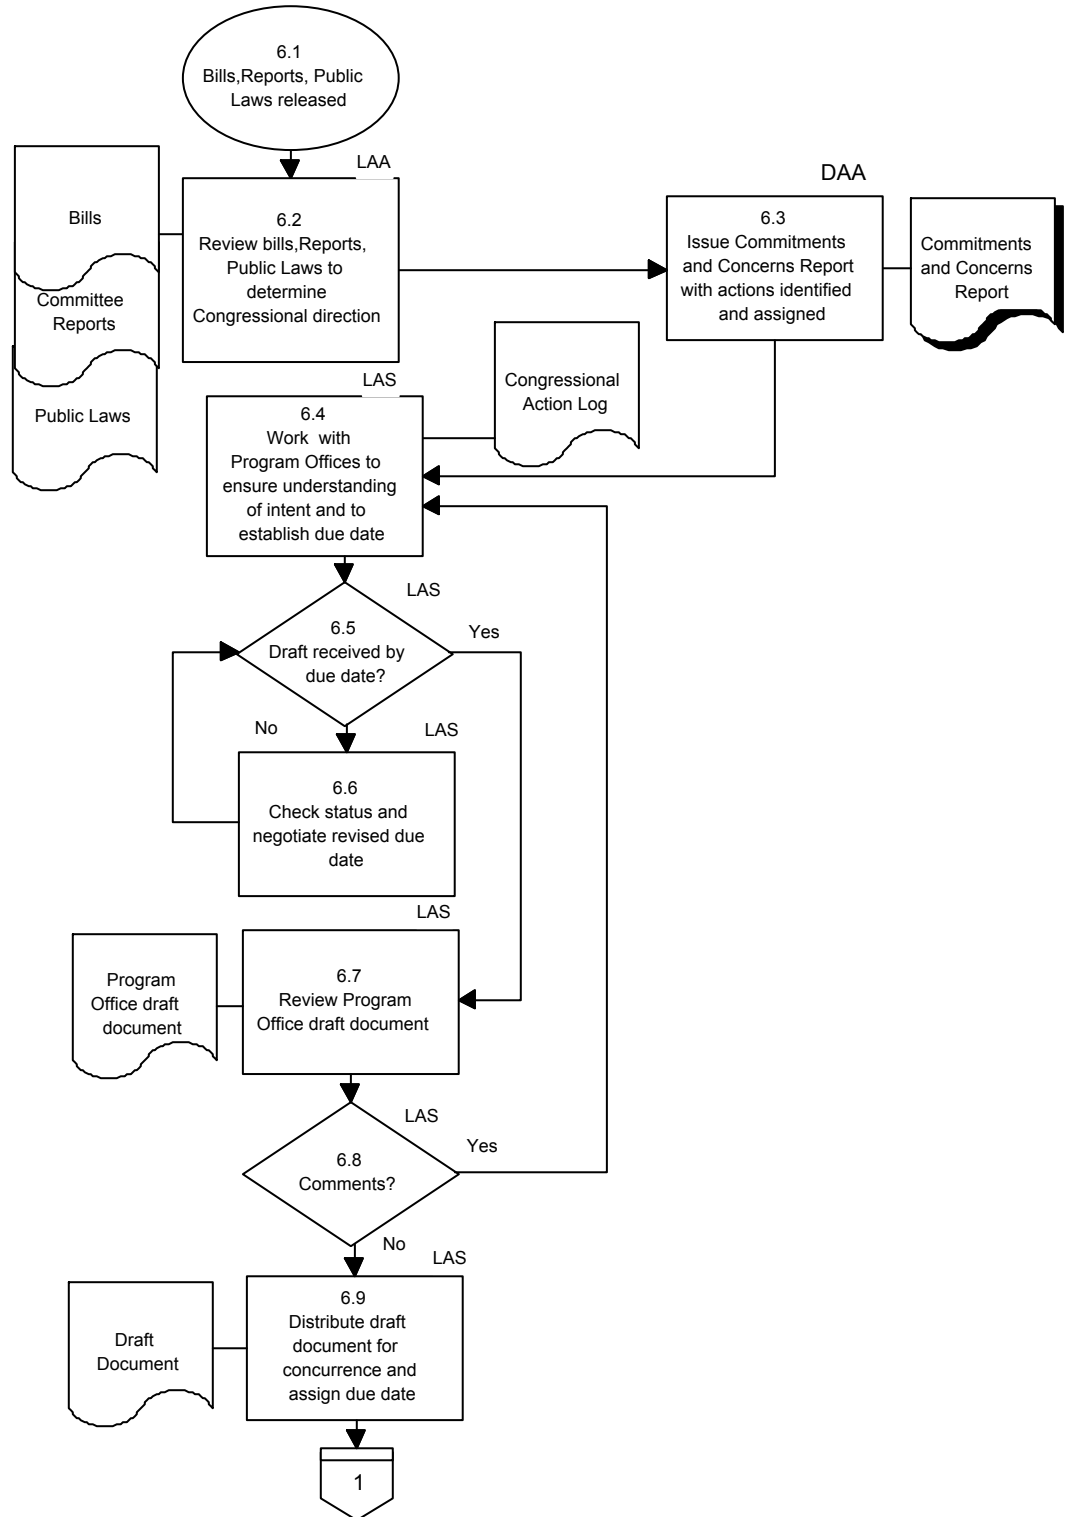 6.1
Bills,Reports, Public
Laws released
LAA
DAA
Bills
Committee
Reports
Public Laws
6.2
Review bills,Reports,
Public Laws to
determine
Congressional direction
6.3
Issue Commitments
and Concerns Report
with actions identified
and assigned
Commitments
and Concerns
Report
LAS
Congressional
Action Log
6.4
Work with
Program Offices to
ensure understanding
of intent and to
establish due date
LAS
6.5
Draft received by
due date?
Yes
No
LAS
6.6
Check status and
negotiate revised due
date
LAS
Program
Office draft
document
6.7
Review Program
Office draft document
LAS
6.8
Comments?
Yes
No
LAS
Draft
Document
6.9
Distribute draft
document for
concurrence and
assign due date
1